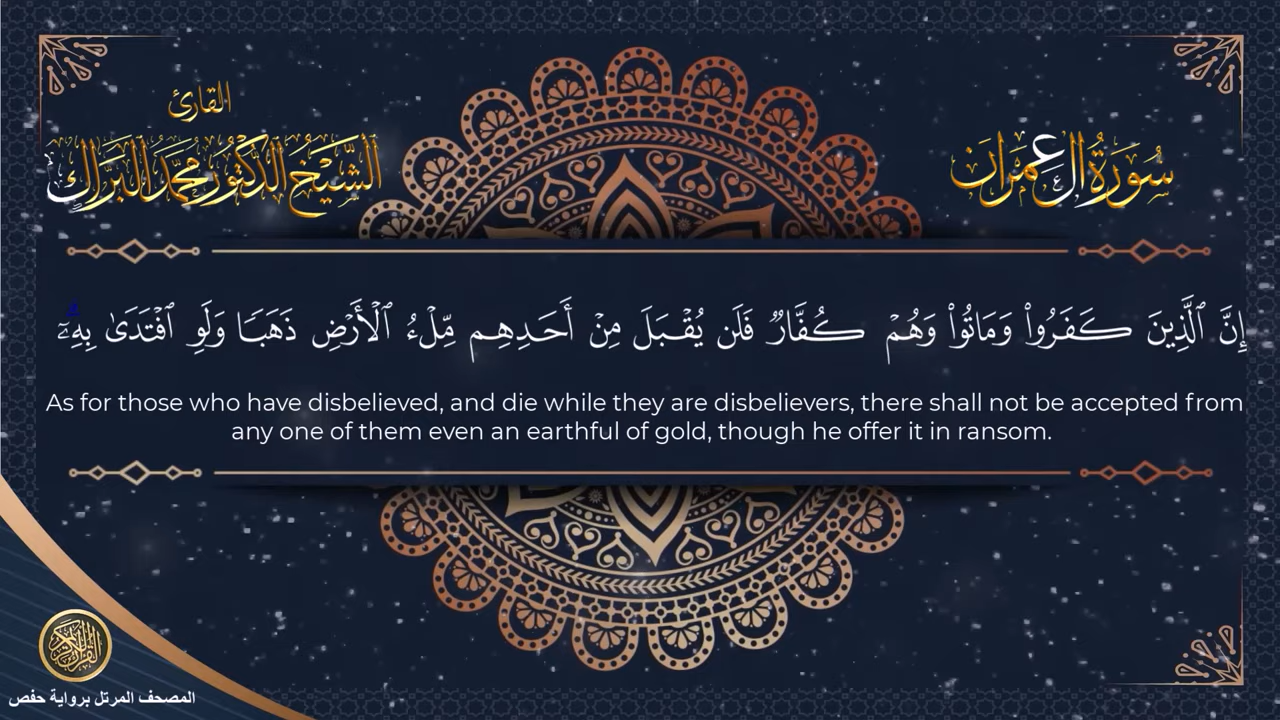 القارئ
الشيخ الدكتور محمد البراك
سورة آل عمران
إِنَّ ٱلَّذِينَ كَفَرُواْ وَمَاتُواْ وَهُمۡ كُفَّارٞ فَلَن يُقۡبَلَ مِنۡ أَحَدِهِم مِّلۡءُ ٱلۡأَرۡضِ ذَهَبٗا وَلَوِ ٱفۡتَدَىٰ بِهِۦٓۗ
As for those who have disbelieved, and die while they are disbelievers, there shall not be accepted from
any one of them even an earthful of gold, though he offer it in ransom.
القرآن الكريم
المصحف المرتل برواية حفص